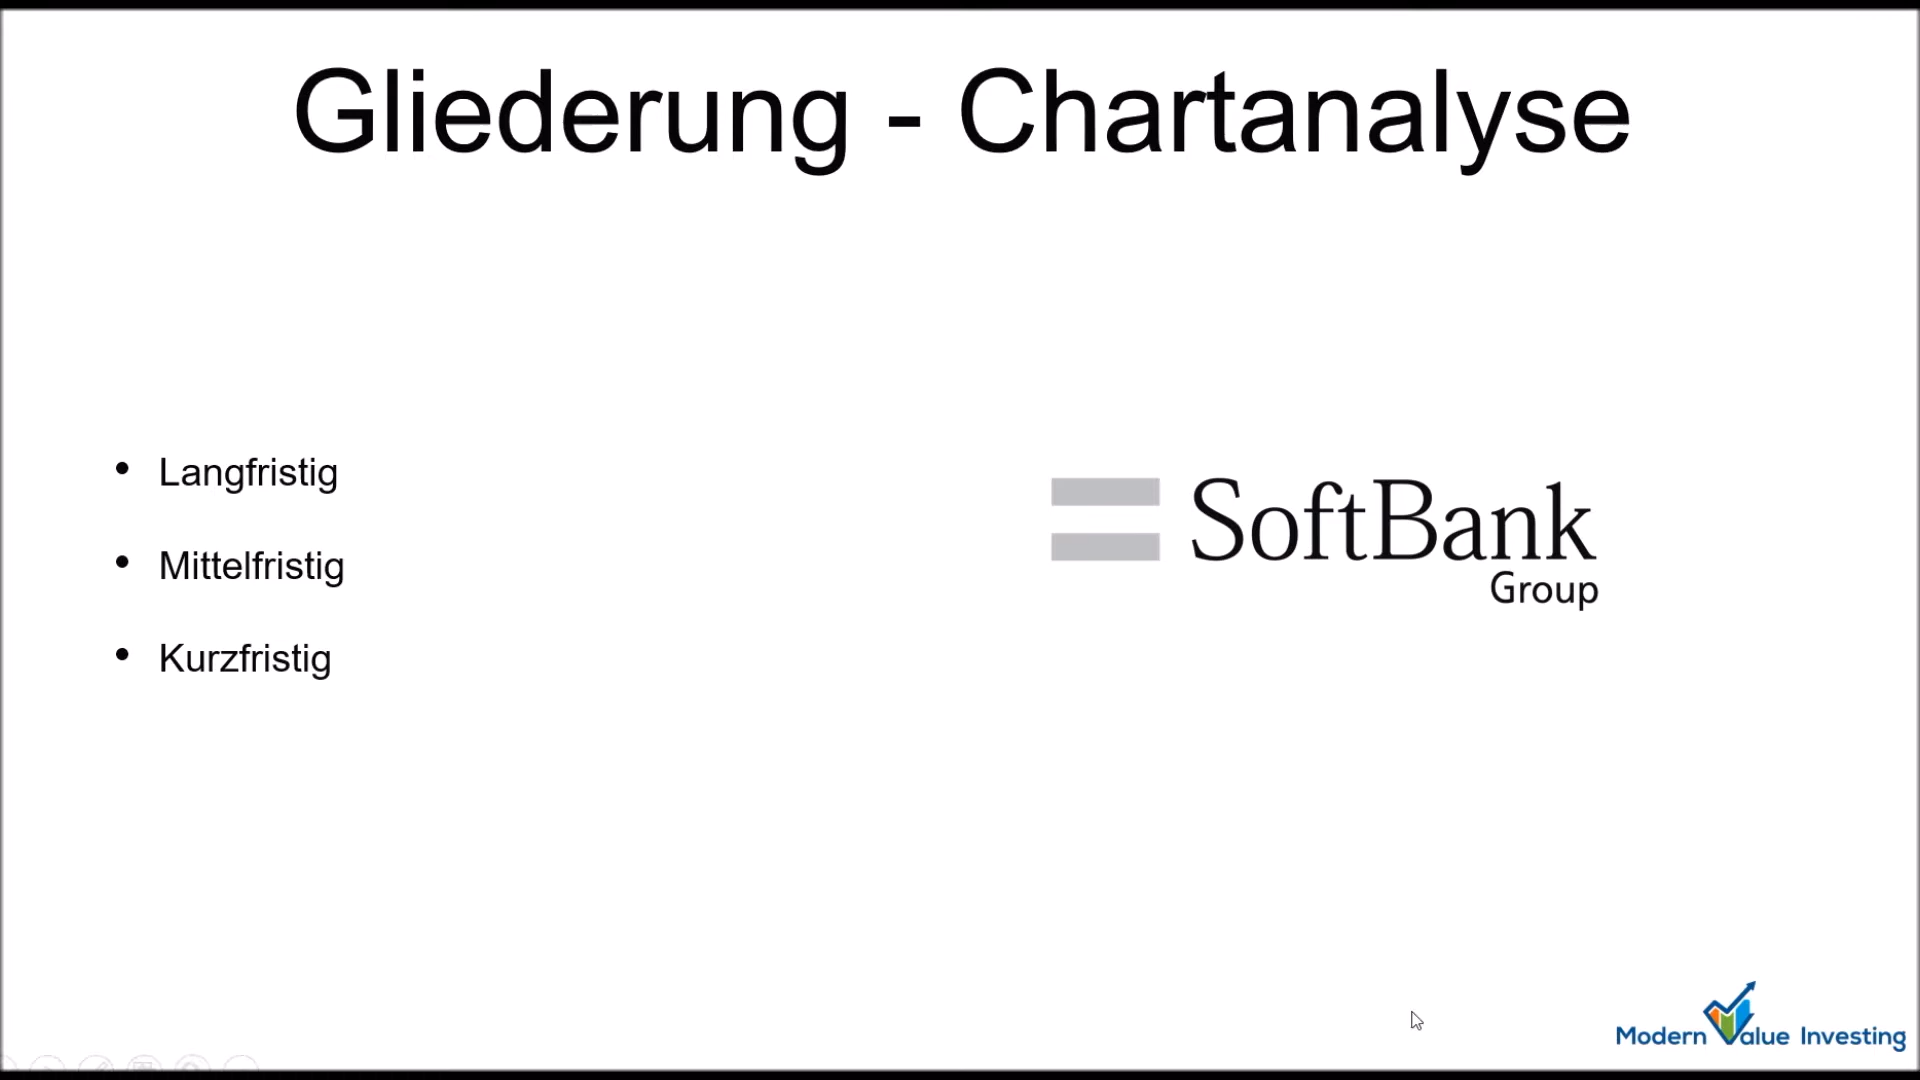 Gliederung - Chartanalyse
• Langfristig
• Mittelfristig
• Kurzfristig
SoftBank
Group
Modern Value Investing